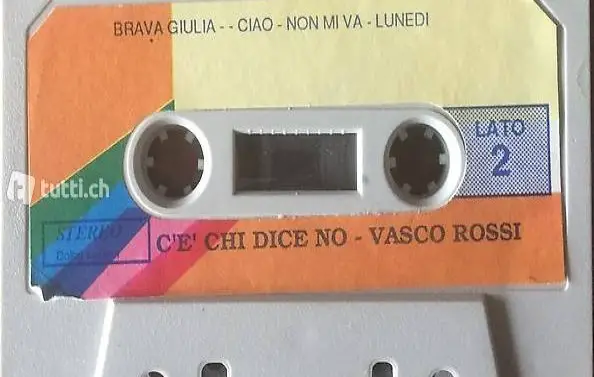 BRAVA GIULIA - - CIAO - NON MI VA - LUNEDI
LATO
2
tutti.ch
STEREO
C'E' CHI DICE NO - VASCO ROSSI